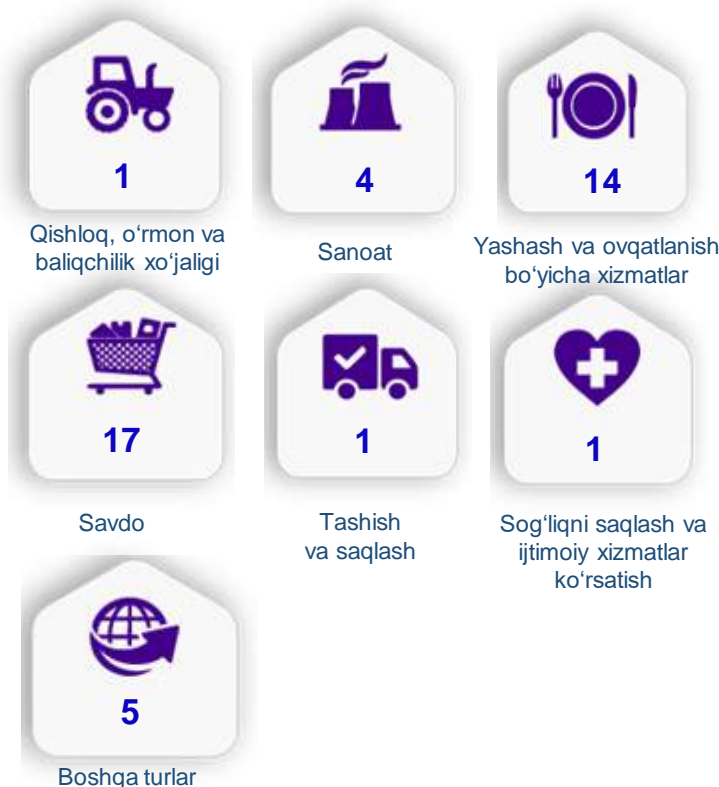 1
Qishloq, o‘rmon va
baliqchilik xo‘jaligi
4
Sanoat
14
Yashash va ovqatlanish
bo‘yicha xizmatlar
17
Savdo
1
Tashish
va saqlash
1
Sog‘liqni saqlash va
ijtimoiy xizmatlar
ko‘rsatish
5
Boshqa turlar